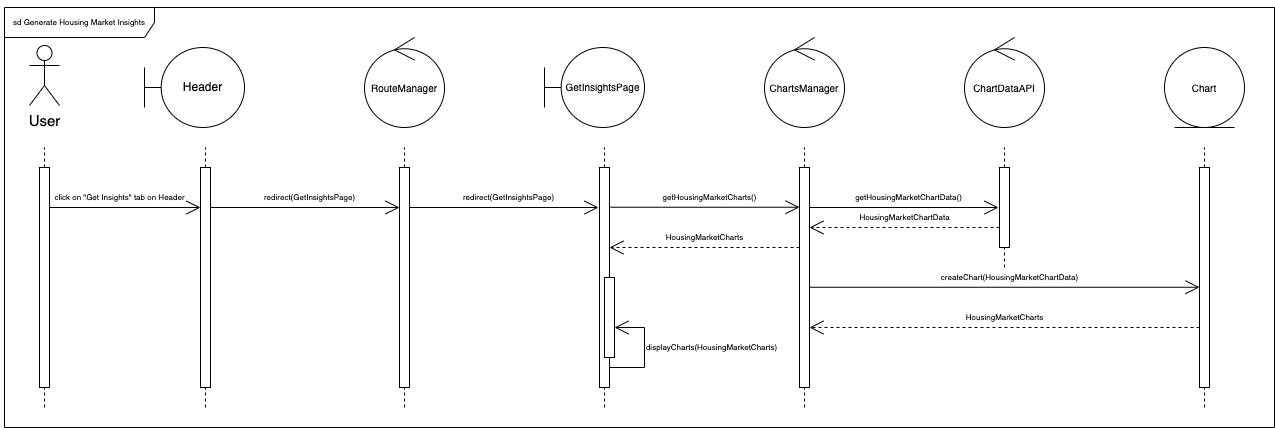 sd Generate Housing Market Insights
User
Header
RouteManager
GetInsightsPage
ChartsManager
ChartDataAPI
Chart
click on "Get Insights" tab on Header
redirect(GetInsightsPage)
redirect(GetInsightsPage)
getHousingMarketCharts()
getHousingMarketChartData()
HousingMarketChartData
HousingMarketCharts
createChart(HousingMarketChartData)
HousingMarketCharts
displayCharts(HousingMarketCharts)